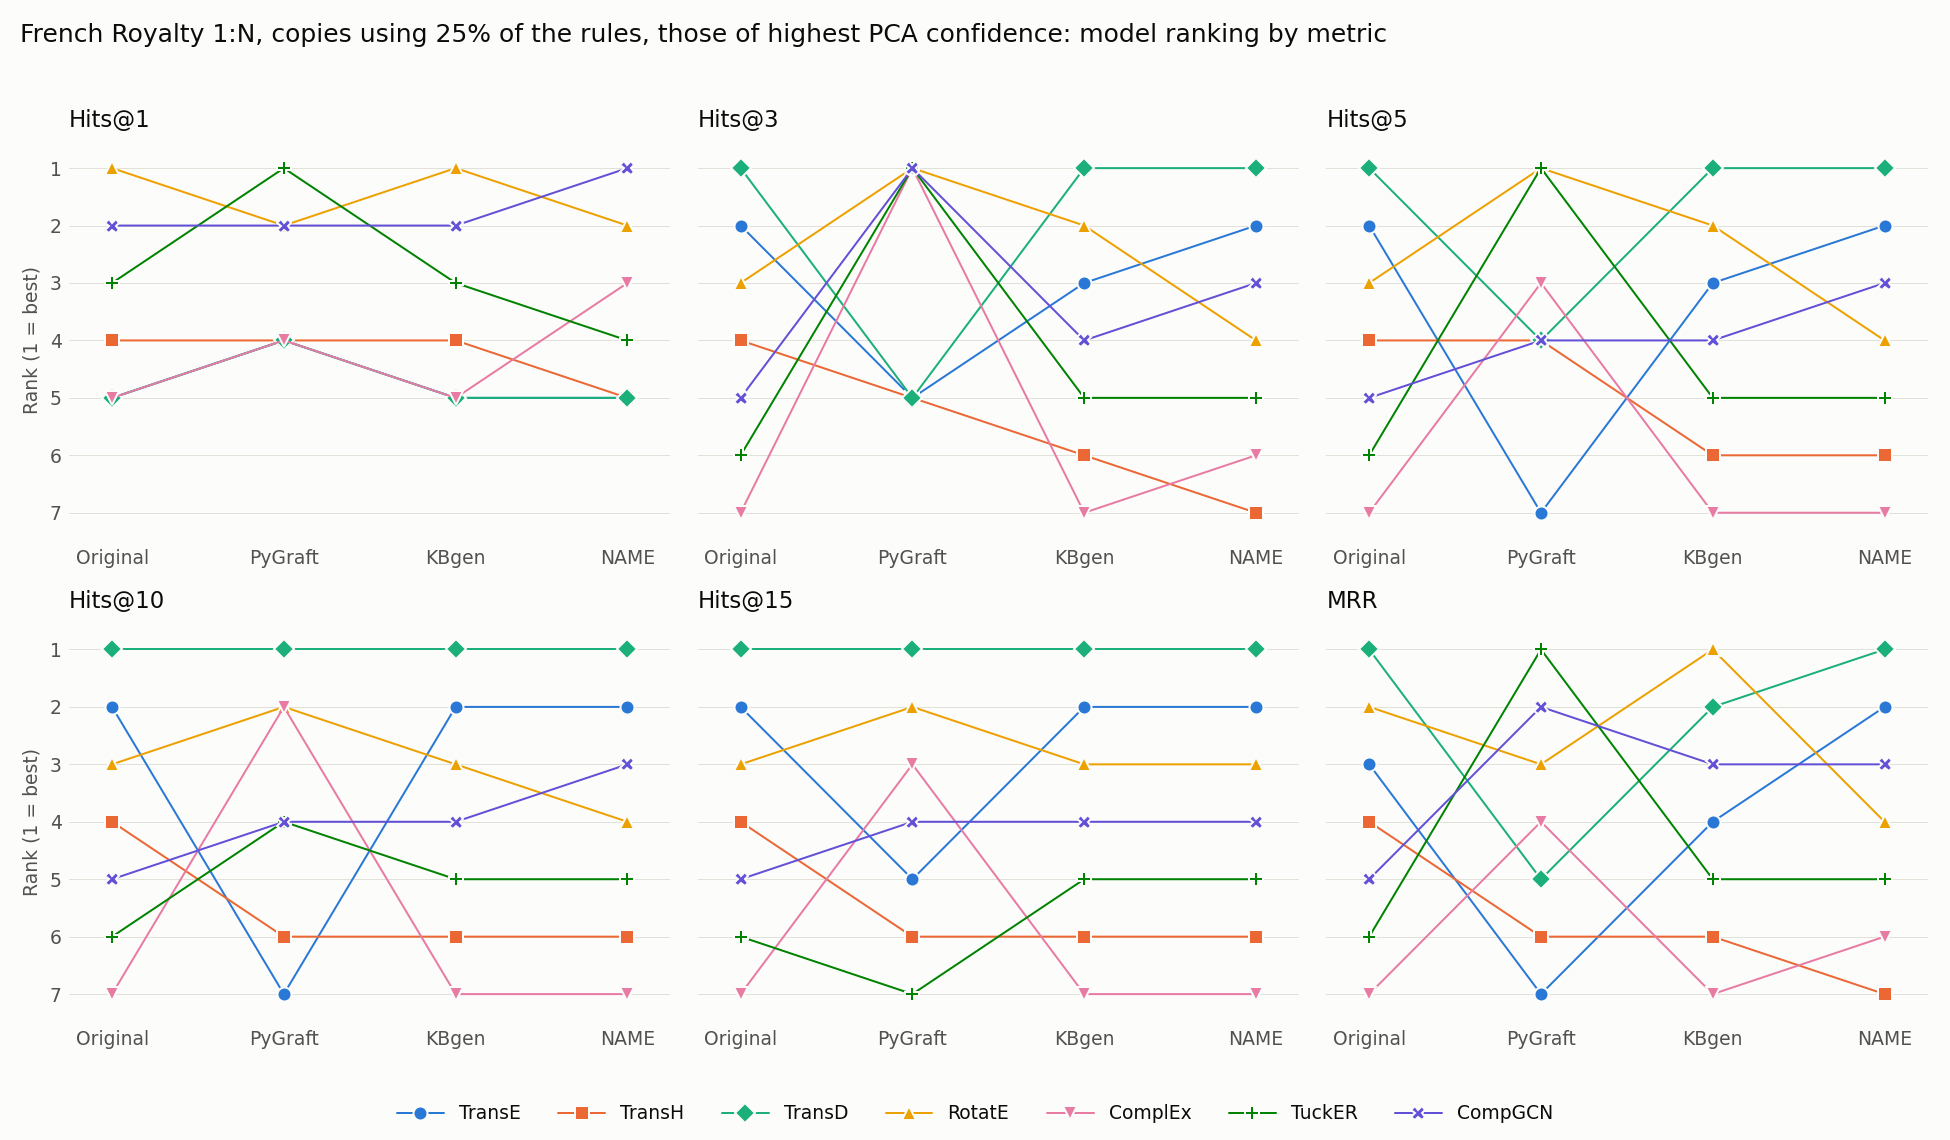 French Royalty 1:N, copies using 25% of the rules, those of highest PCA confidence: model ranking by metric
Hits@1
Hits@3
Hits@5
Rank (1 = best)
1
2
3
4
5
6
7
Original PyGraft KBgen NAME
Original PyGraft KBgen NAME
Original PyGraft KBgen NAME
Hits@10
Hits@15
MRR
Rank (1 = best)
1
2
3
4
5
6
7
Original PyGraft KBgen NAME
Original PyGraft KBgen NAME
Original PyGraft KBgen NAME
TransE TransH TransD RotatE ComplEx TuckER CompGCN